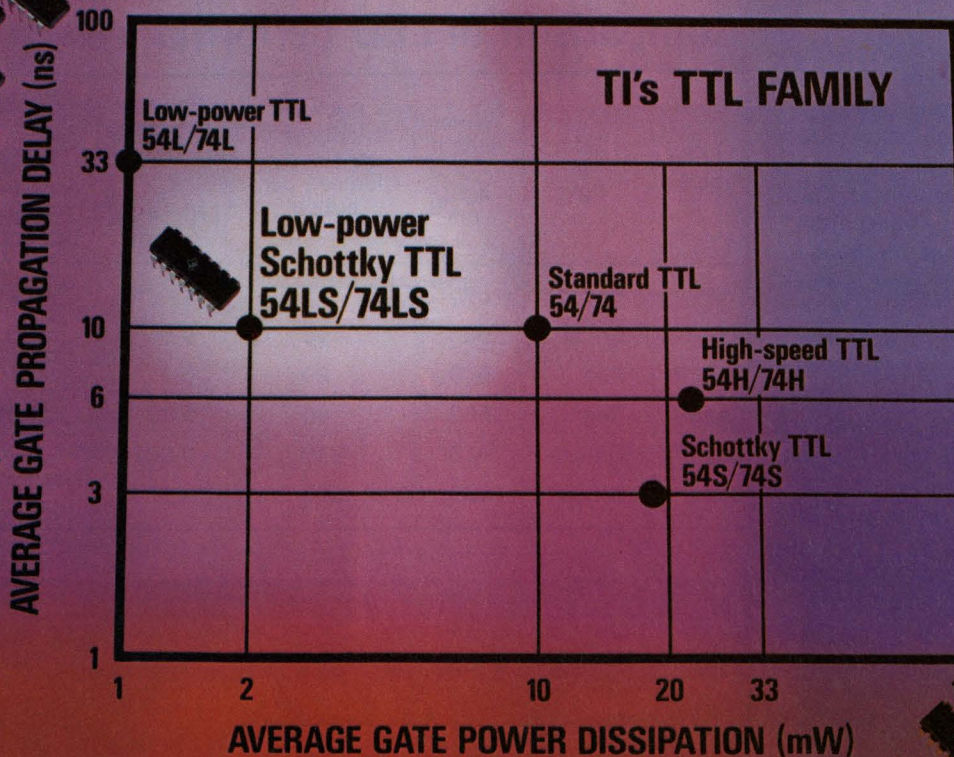 100
TI's TTL FAMILY
Low-power TTL
54L/74L
33
Low-power
Schottky TTL
54LS/74LS
Standard TTL
54/74
10
High-speed TTL
54H/74H
6
Schottky TTL
54S/74S
3
1
1 2 10 20 33
AVERAGE GATE PROPAGATION DELAY (ns)
AVERAGE GATE POWER DISSIPATION (mW)